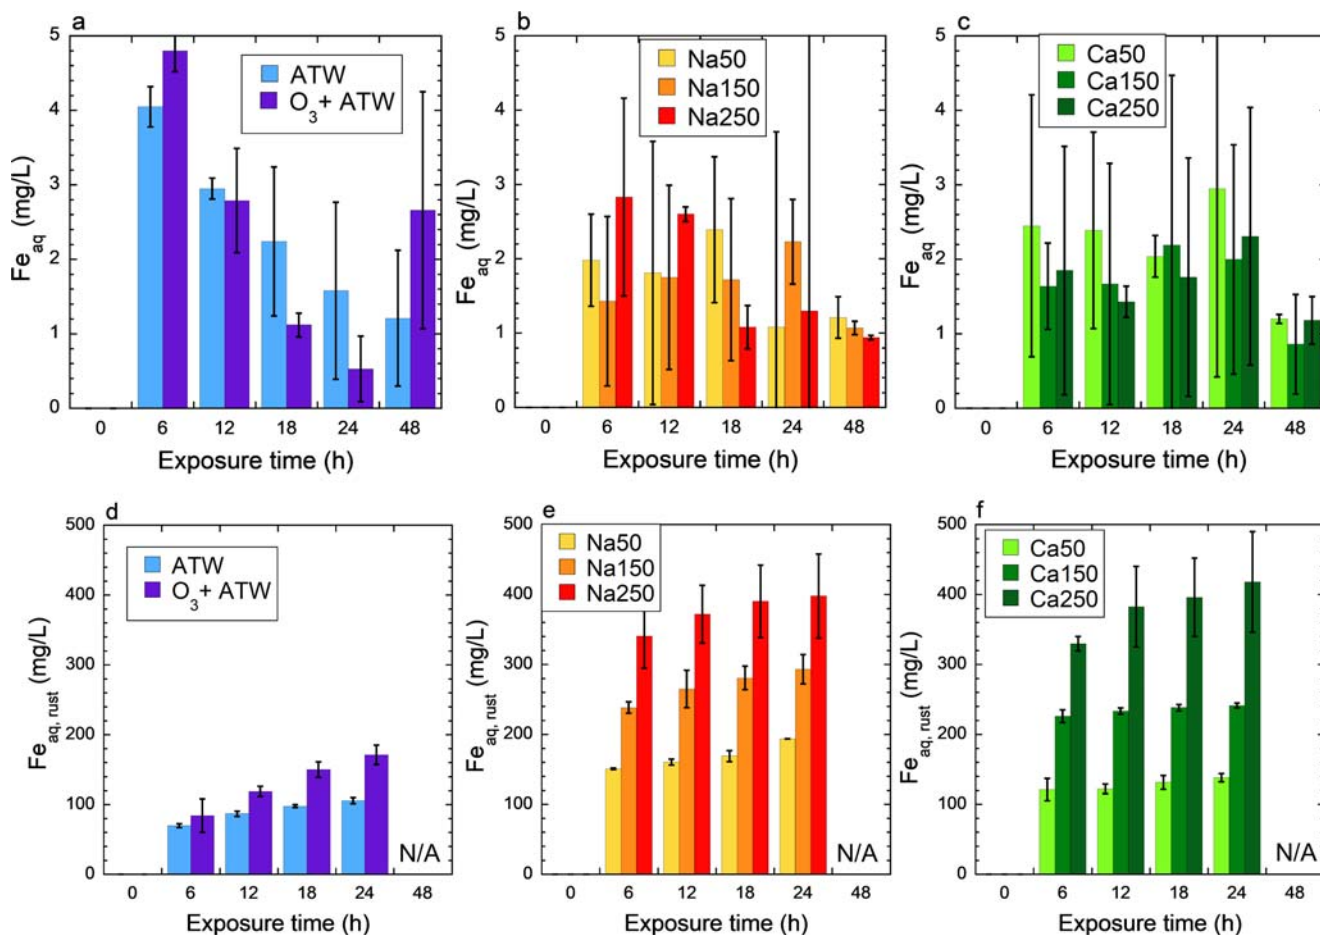 a
5
4
3
2
1
0
Fe_aq (mg/L)
ATW
O_3+ ATW
0 6 12 18 24 48
Exposure time (h)
b
5
4
3
2
1
0
Fe_aq (mg/L)
Na50
Na150
Na250
0 6 12 18 24 48
Exposure time (h)
c
5
4
3
2
1
0
Fe_aq (mg/L)
Ca50
Ca150
Ca250
0 6 12 18 24 48
Exposure time (h)
d
500
400
300
200
100
0
Fe_aq, rust (mg/L)
ATW
O_3+ ATW
N/A
0 6 12 18 24 48
Exposure time (h)
e
500
400
300
200
100
0
Fe_aq, rust (mg/L)
Na50
Na150
Na250
N/A
0 6 12 18 24 48
Exposure time (h)
f
500
400
300
200
100
0
Fe_aq, rust (mg/L)
Ca50
Ca150
Ca250
N/A
0 6 12 18 24 48
Exposure time (h)